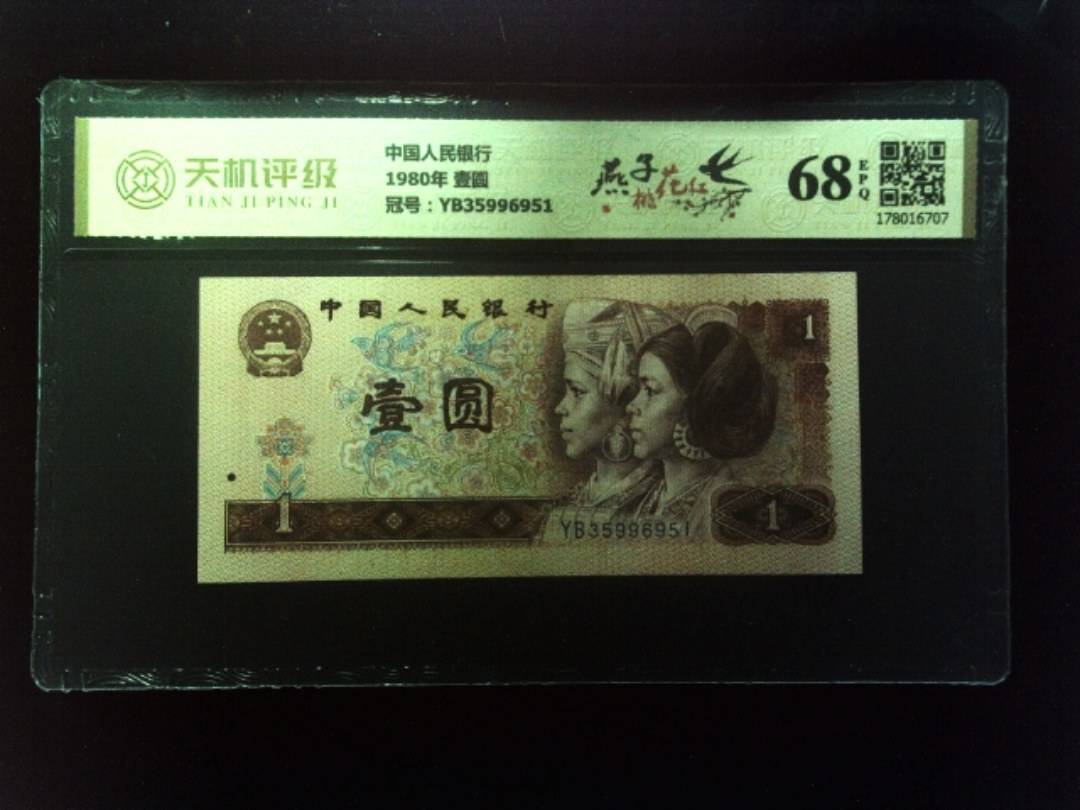 天机评级
TIAN JI PING JI
中国人民银行
1980年 壹圆
冠号：YB35996951
燕子
桃花红
68
EPQ
178016707
中国人民银行
1
壹圆
1
YB35996951
1